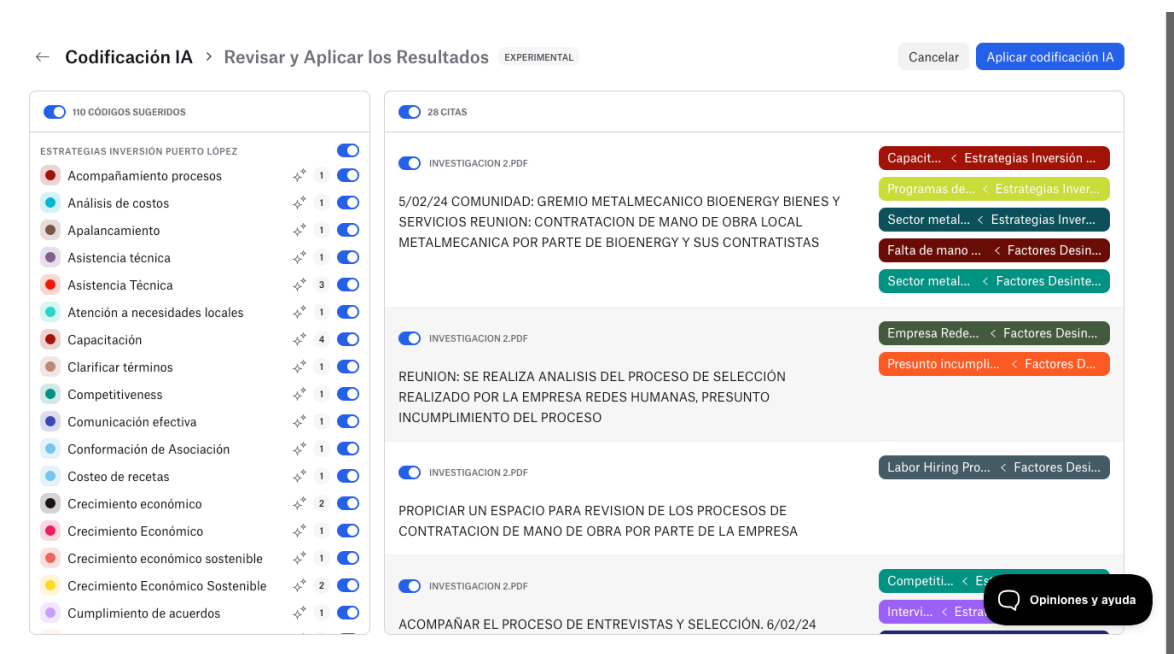 ← Codificación IA > Revisar y Aplicar los Resultados EXPERIMENTAL
Cancelar
Aplicar codificación IA
110 CÓDIGOS SUGERIDOS
ESTRATEGIAS INVERSIÓN PUERTO LÓPEZ
Acompañamiento procesos 1
Análisis de costos 1
Apalancamiento 1
Asistencia técnica 1
Asistencia Técnica 3
Atención a necesidades locales 1
Capacitación 4
Clarificar términos 1
Competitiveness 1
Comunicación efectiva 1
Conformación de Asociación 1
Costeo de recetas 1
Crecimiento económico 2
Crecimiento Económico 1
Crecimiento económico sostenible 1
Crecimiento Económico Sostenible 2
Cumplimiento de acuerdos 1
28 CITAS
INVESTIGACION 2.PDF
5/02/24 COMUNIDAD: GREMIO METALMECANICO BIOENERGY BIENES Y
SERVICIOS REUNION: CONTRATACION DE MANO DE OBRA LOCAL
METALMECANICA POR PARTE DE BIOENERGY Y SUS CONTRATISTAS
Capacit... < Estrategias Inversión ...
Programas de... < Estrategias Inver...
Sector metal... < Estrategias Inver...
Falta de mano ... < Factores Desin...
Sector metal... < Factores Desinte...
INVESTIGACION 2.PDF
REUNION: SE REALIZA ANALISIS DEL PROCESO DE SELECCIÓN
REALIZADO POR LA EMPRESA REDES HUMANAS, PRESUNTO
INCUMPLIMIENTO DEL PROCESO
Empresa Rede... < Factores Desin...
Presunto incumpli... < Factores D...
INVESTIGACION 2.PDF
PROPICIAR UN ESPACIO PARA REVISION DE LOS PROCESOS DE
CONTRATACION DE MANO DE OBRA POR PARTE DE LA EMPRESA
Labor Hiring Pro... < Factores Desi...
INVESTIGACION 2.PDF
ACOMPAÑAR EL PROCESO DE ENTREVISTAS Y SELECCIÓN. 6/02/24
Competiti... <
Intervi... <
Opiniones y ayuda